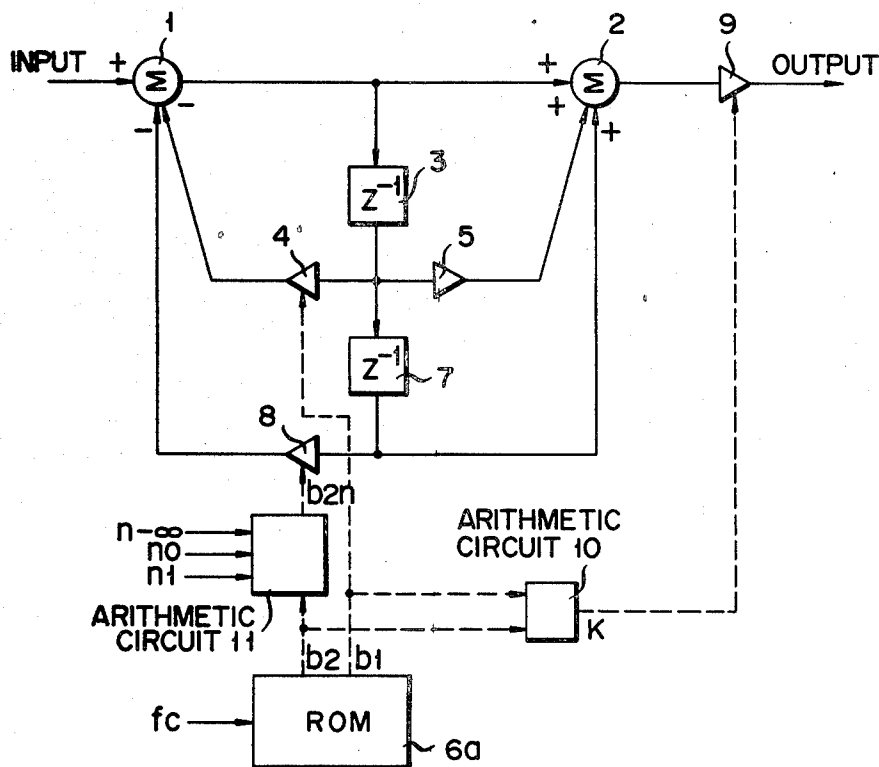 1
2
9
INPUT
+
M
-
-
+
+
M
+
OUTPUT
Z⁻¹
3
4
5
Z⁻¹
7
8
b2n
n-∞
n0
n1
ARITHMETIC
CIRCUIT 11
ARITHMETIC
CIRCUIT 10
K
b2
b1
fc
ROM
6a